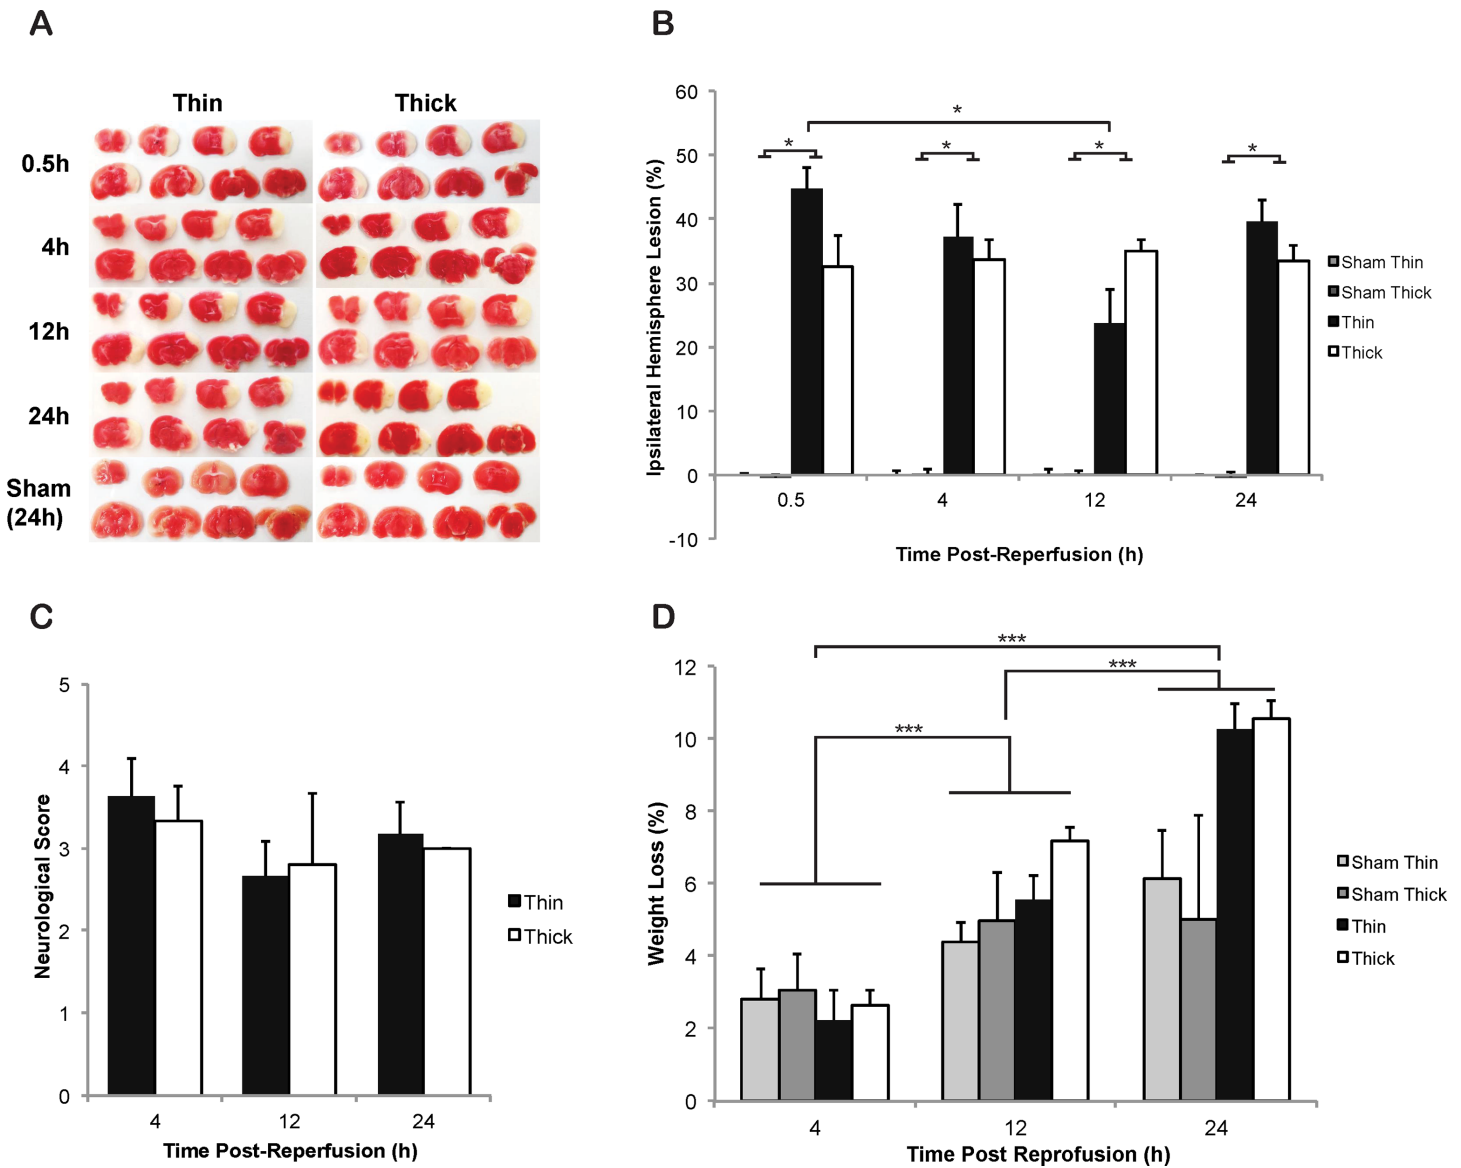 A
Thin Thick
0.5h
4h
12h
24h
Sham
(24h)
B
60
50
40
30
20
10
0
-10
Ipsilateral Hemisphere Lesion (%)
*
* * * *
0.5 4 12 24
Time Post-Reperfusion (h)
Sham Thin
Sham Thick
Thin
Thick
C
5
4
3
2
1
0
Neurological Score
4 12 24
Time Post-Reperfusion (h)
Thin
Thick
D
12
10
8
6
4
2
0
Weight Loss (%)
***
***
***
4 12 24
Time Post Reprofusion (h)
Sham Thin
Sham Thick
Thin
Thick